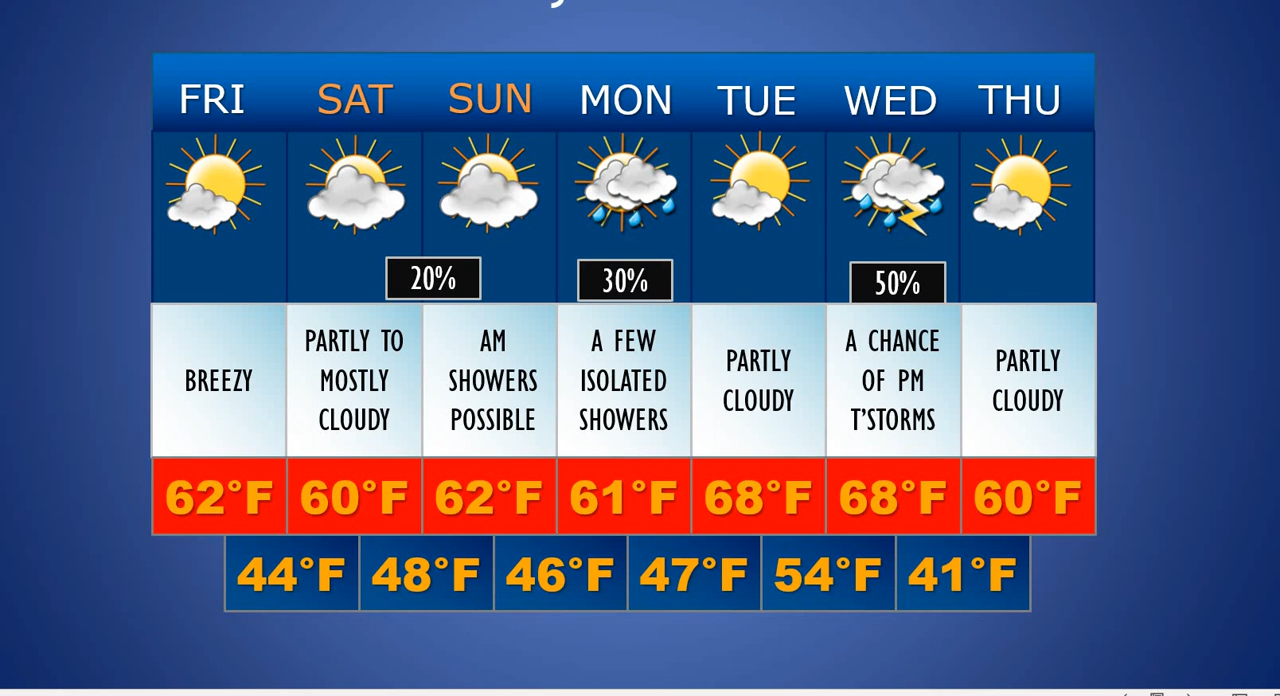 FRI SAT SUN MON TUE WED THU
20% 30% 50%
BREEZY
PARTLY TO
MOSTLY
CLOUDY
AM
SHOWERS
POSSIBLE
A FEW
ISOLATED
SHOWERS
PARTLY
CLOUDY
A CHANCE
OF PM
T'STORMS
PARTLY
CLOUDY
62°F 60°F 62°F 61°F 68°F 68°F 60°F
44°F 48°F 46°F 47°F 54°F 41°F